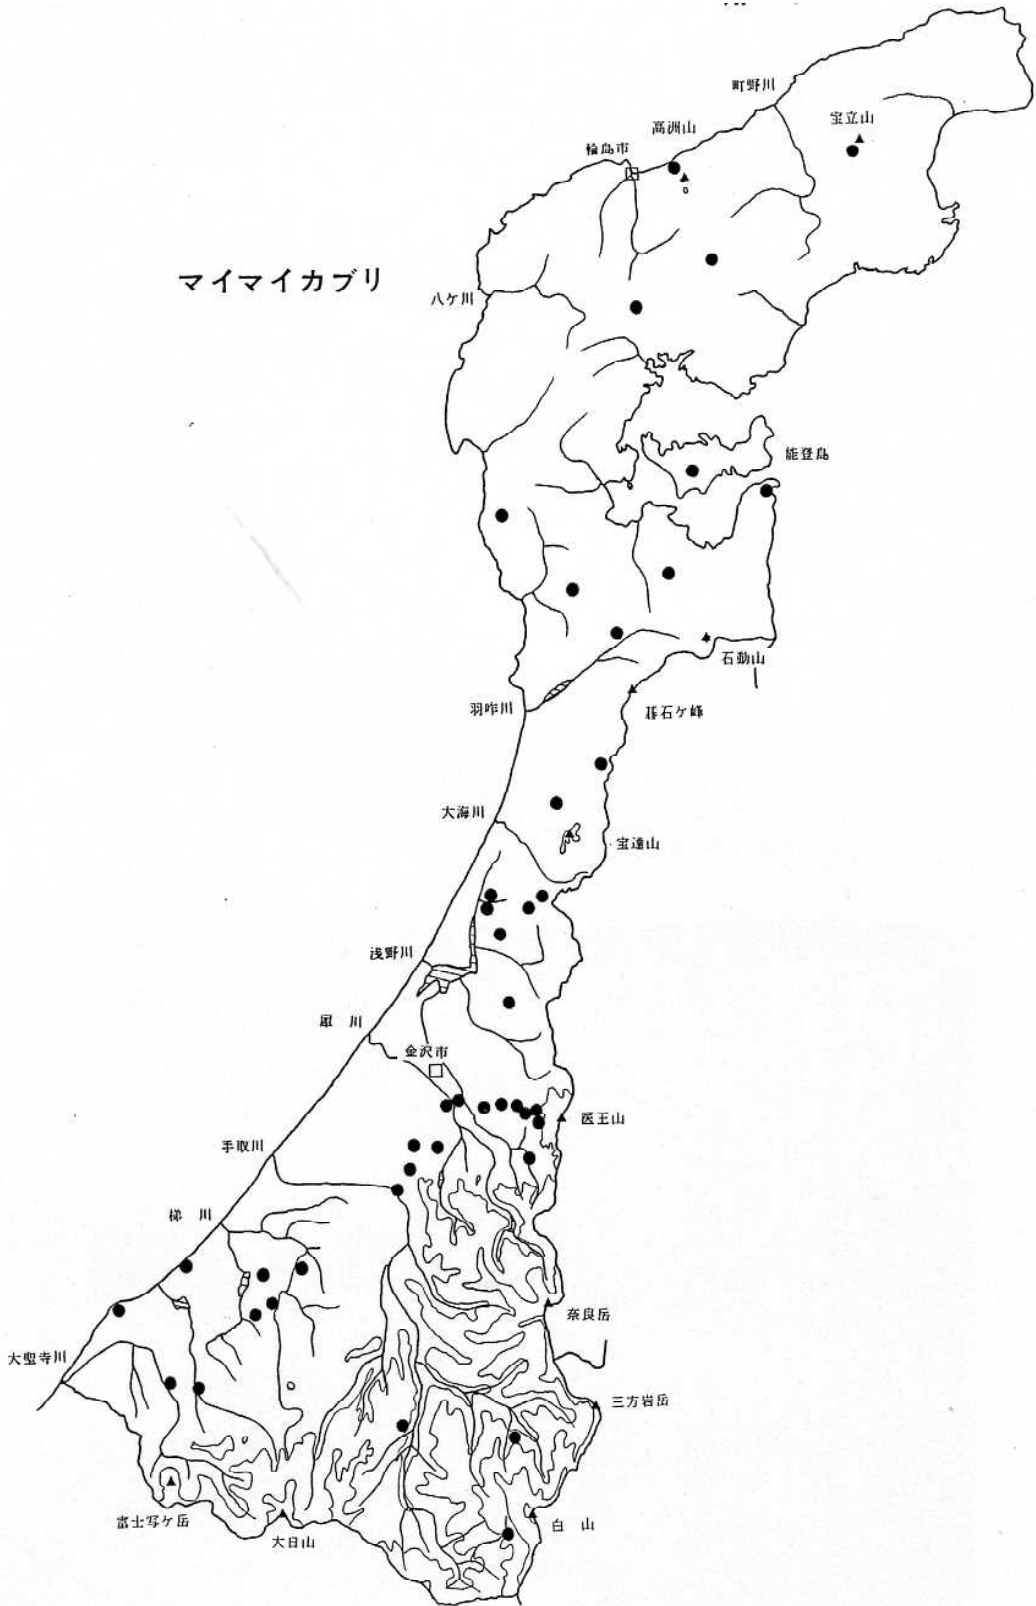 町野川
宝立山
高洲山
輪島市
マイマイカブリ
八ケ川
能登島
石動山
羽咋川
碁石ケ峰
大海川
宝達山
浅野川
犀川
金沢市
医王山
手取川
梯川
奈良岳
大聖寺川
三方岩岳
富士写ケ岳
大日山
白山